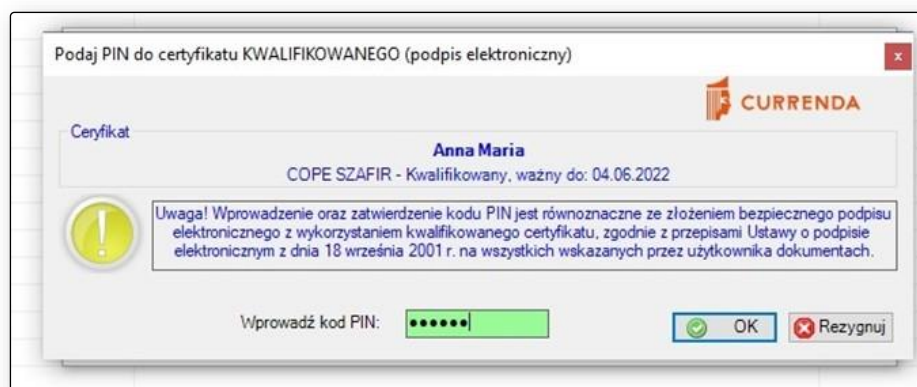 Podaj PIN do certyfikatu KWALIFIKOWANEGO (podpis elektroniczny)
x
CURRENDA
Ceryfikat
Anna Maria
COPE SZAFIR - Kwalifikowany, ważny do: 04.06.2022
Uwaga! Wprowadzenie oraz zatwierdzenie kodu PIN jest równoznaczne ze złożeniem bezpiecznego podpisu
elektronicznego z wykorzystaniem kwalifikowanego certyfikatu, zgodnie z przepisami Ustawy o podpisie
elektronicznym z dnia 18 września 2001 r. na wszystkich wskazanych przez użytkownika dokumentach.
Wprowadź kod PIN: ●●●●●●
OK
Rezygnuj